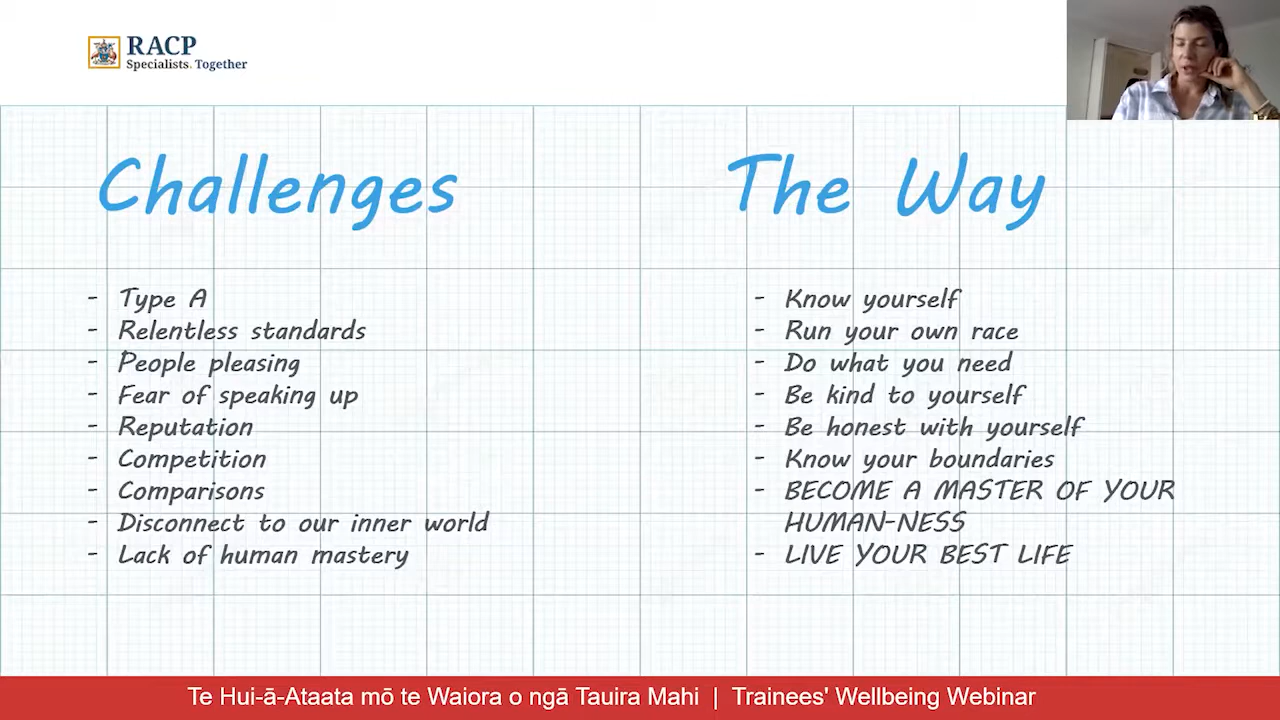 RACP
Specialists. Together
Challenges
- Type A
- Relentless standards
- People pleasing
- Fear of speaking up
- Reputation
- Competition
- Comparisons
- Disconnect to our inner world
- Lack of human mastery
The Way
- Know yourself
- Run your own race
- Do what you need
- Be kind to yourself
- Be honest with yourself
- Know your boundaries
- BECOME A MASTER OF YOUR
HUMAN-NESS
- LIVE YOUR BEST LIFE
Te Hui-ā-Ataata mō te Waiora o ngā Tauira Mahi | Trainees' Wellbeing Webinar